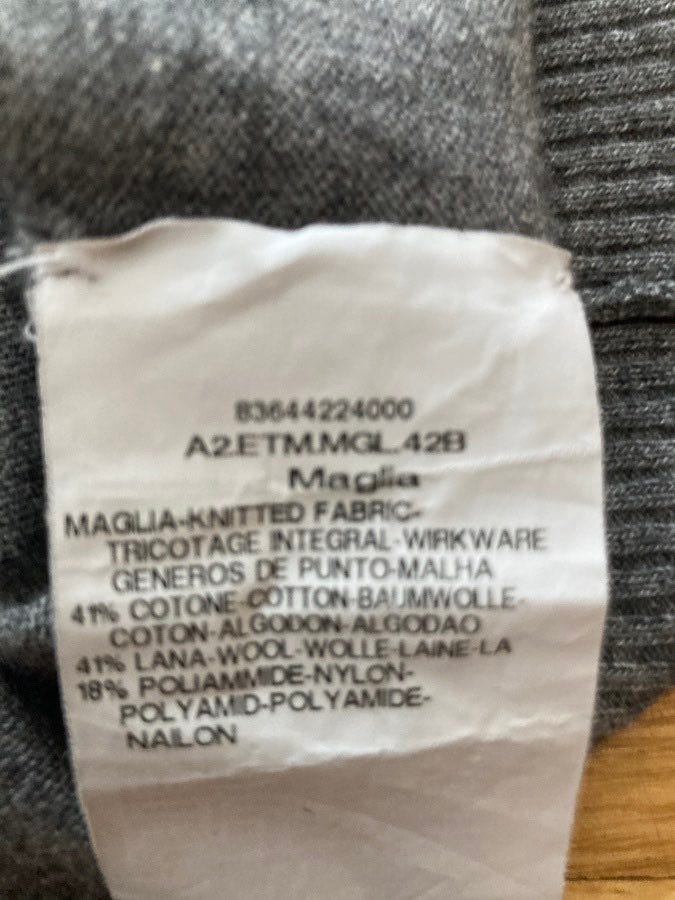 83644224000
A2.ETM.MGL.42B
Maglia
MAGLIA-KNITTED FABRIC-
TRICOTAGE INTEGRAL-WIRKWARE
GENEROS DE PUNTO-MALHA
41% COTONE-COTTON-BAUMWOLLE-
COTON-ALGODON-ALGODAO
41% LANA-WOOL-WOLLE-LAINE-LA
18% POLIAMMIDE-NYLON-
POLYAMID-POLYAMIDE-
NAILON